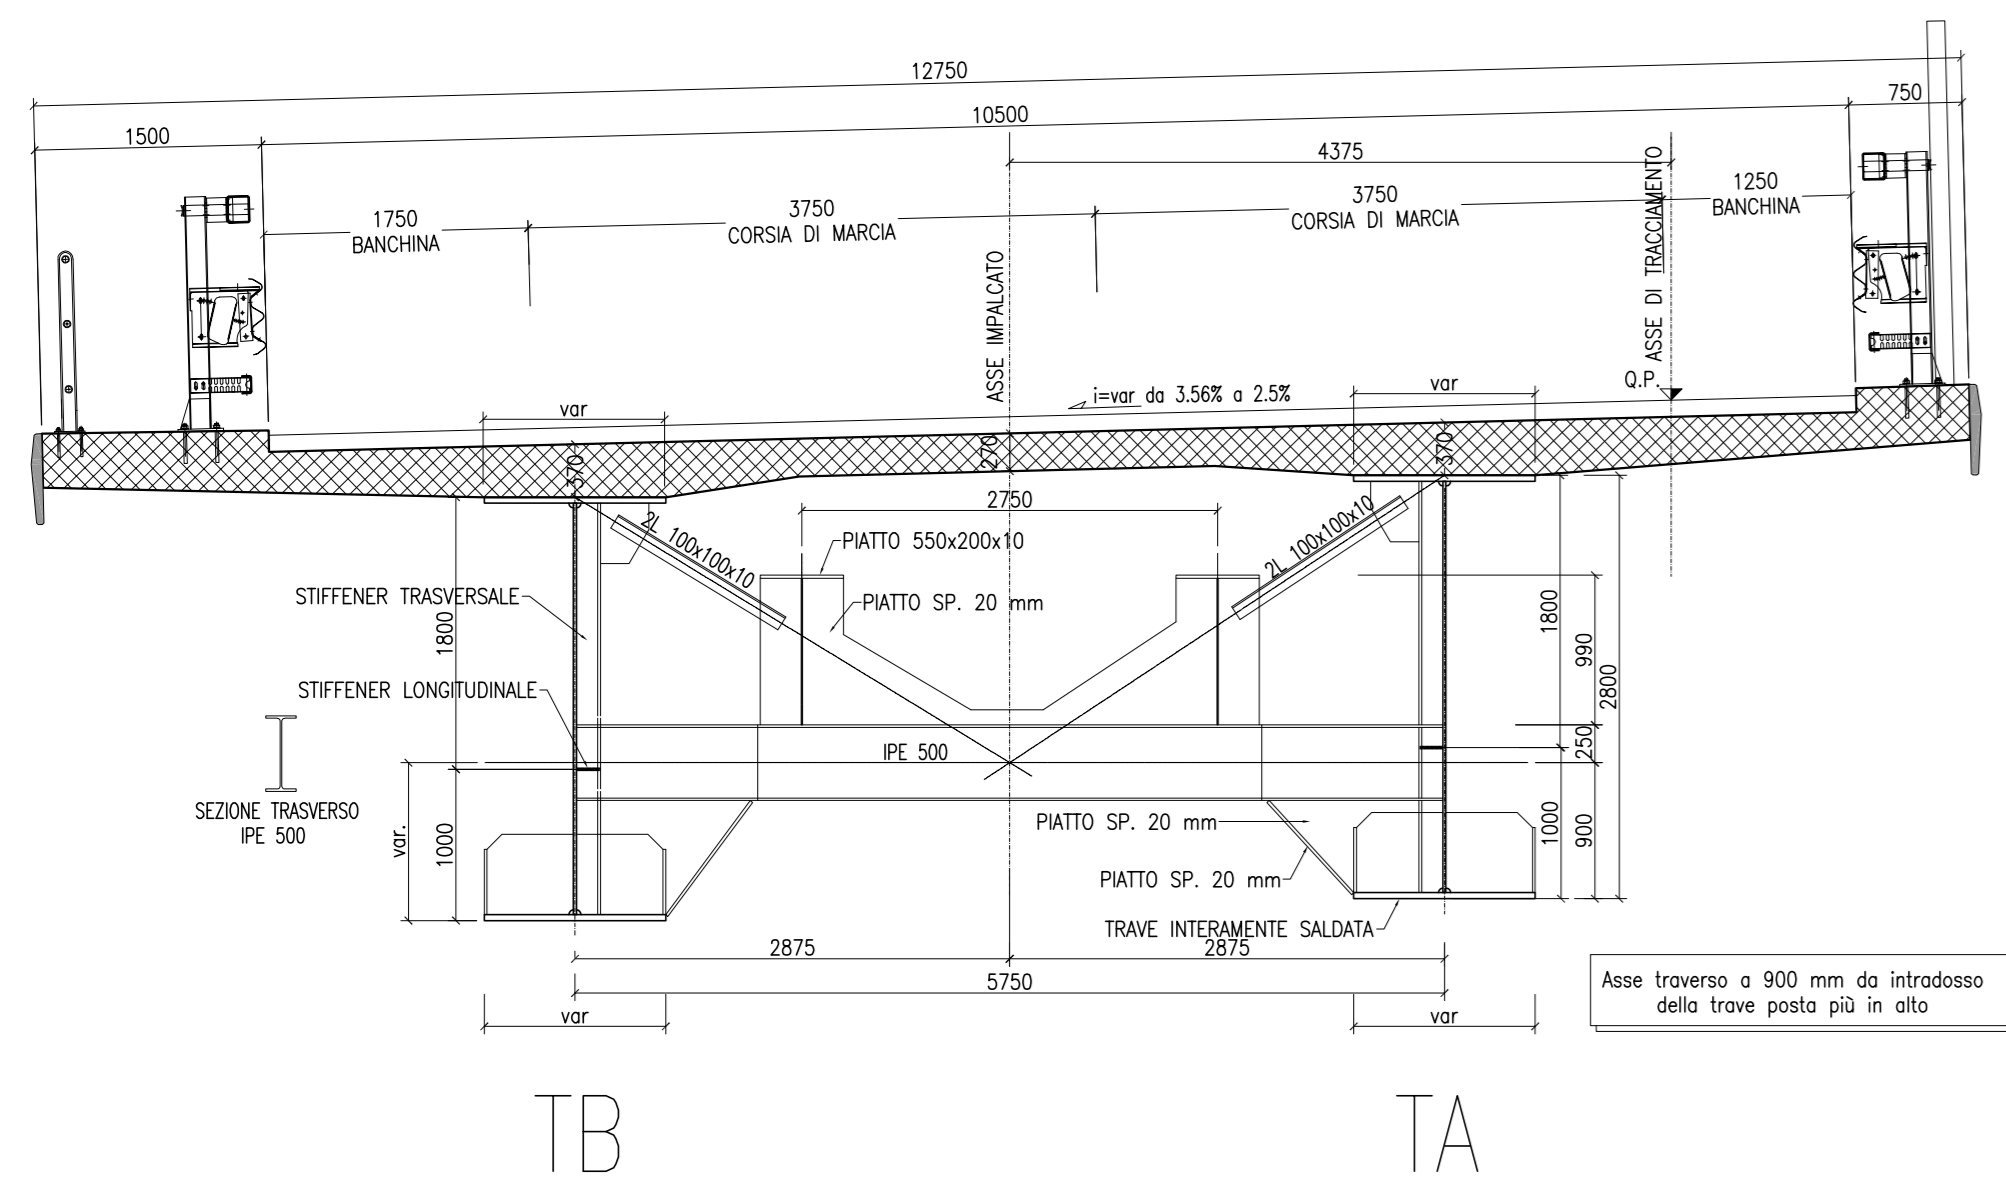 12750
10500
750
1500
4375
ASSE DI TRACCIAMENTO
1250
BANCHINA
3750
CORSIA DI MARCIA
3750
CORSIA DI MARCIA
1750
BANCHINA
ASSE IMPALCATO
Q.P.
i=var da 3.56% a 2.5%
var
var
370
270
370
2750
2L 100x100x10
2L 100x100x10
PIATTO 550x200x10
PIATTO SP. 20 mm
STIFFENER TRASVERSALE
1800
1800
990
2800
STIFFENER LONGITUDINALE
IPE 500
250
SEZIONE TRASVERSO
IPE 500
var.
1000
PIATTO SP. 20 mm
1000
900
PIATTO SP. 20 mm
TRAVE INTERAMENTE SALDATA
2875
2875
5750
var
var
Asse traverso a 900 mm da intradosso
della trave posta più in alto
TB
TA